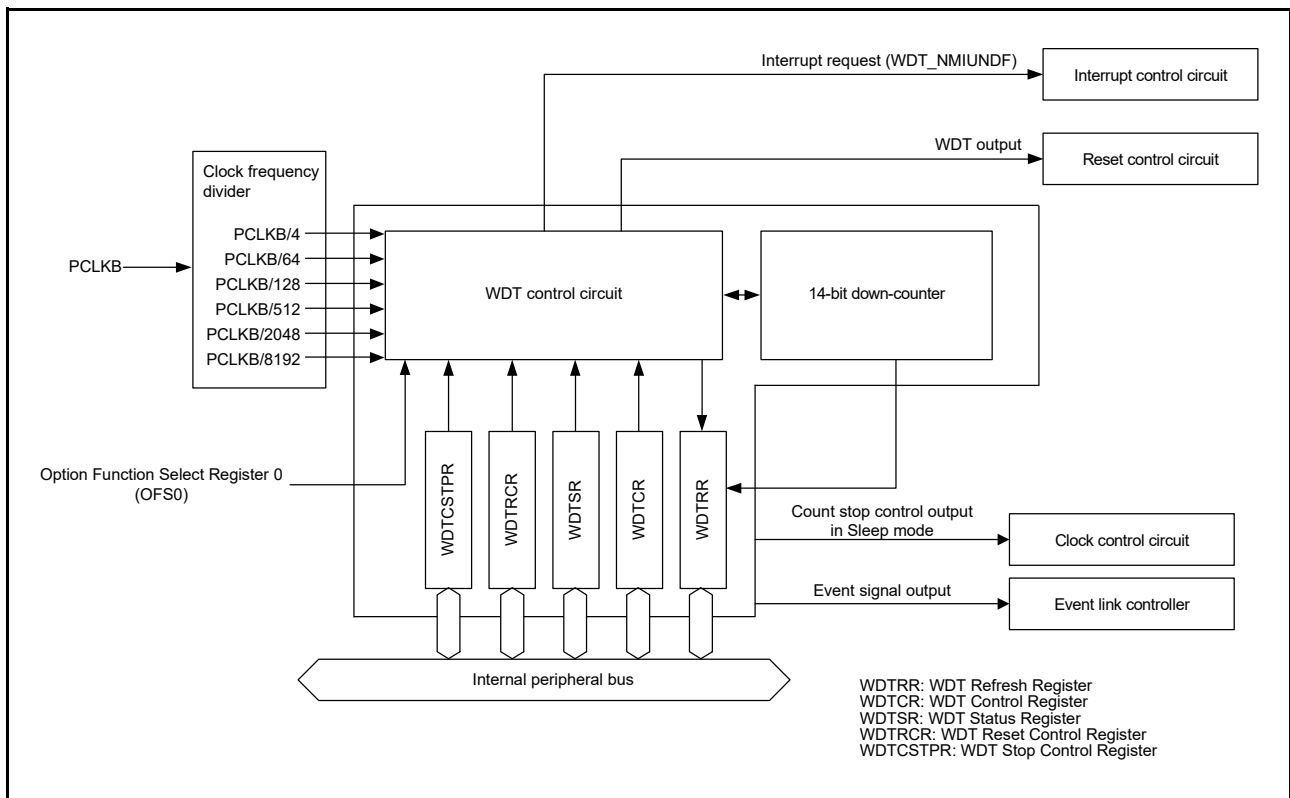 Interrupt request (WDT_NMIUNDF)
Interrupt control circuit
WDT output
Reset control circuit
Clock frequency
divider
PCLKB/4
PCLKB/64
PCLKB/128
PCLKB/512
PCLKB/2048
PCLKB/8192
PCLKB
WDT control circuit
14-bit down-counter
Option Function Select Register 0
(OFS0)
WDTCSTPR
WDTRCR
WDTSR
WDTCR
WDTRR
Count stop control output
in Sleep mode
Clock control circuit
Event signal output
Event link controller
Internal peripheral bus
WDTRR: WDT Refresh Register
WDTCR: WDT Control Register
WDTSR: WDT Status Register
WDTRCR: WDT Reset Control Register
WDTCSTPR: WDT Stop Control Register